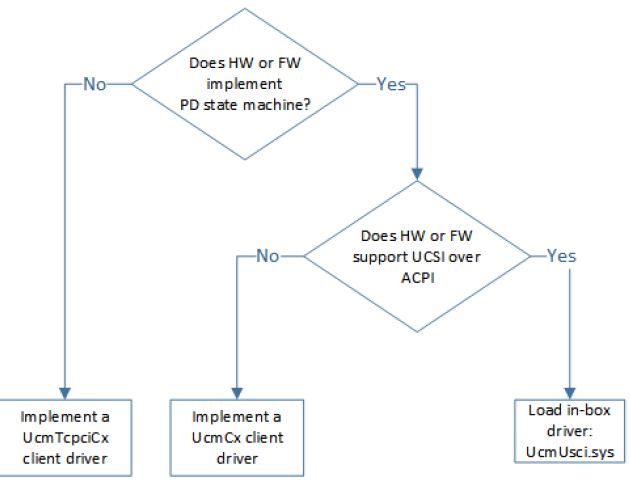 Does HW or FW
implement
PD state machine?
No
Yes
Does HW or FW
support UCSI over
ACPI
No
Yes
Implement a
UcmTcpciCx
client driver
Implement a
UcmCx client
driver
Load in-box
driver:
UcmUsci.sys